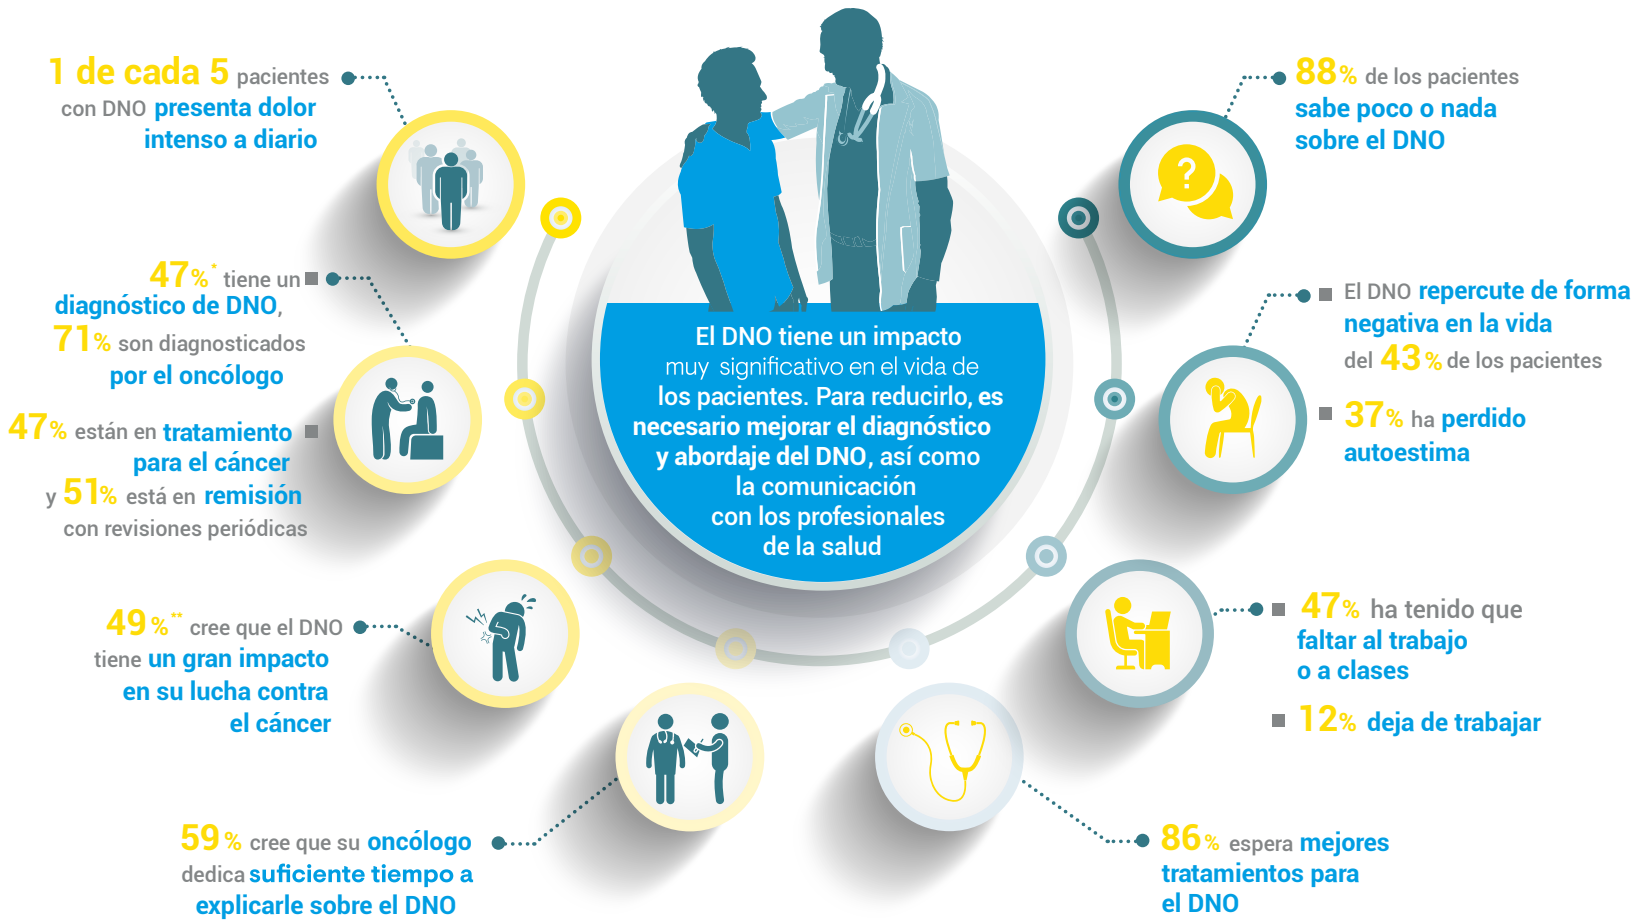 1 de cada 5 pacientes
con DNO presenta dolor
intenso a diario
47%* tiene un
diagnóstico de DNO,
71% son diagnosticados
por el oncólogo
47% están en tratamiento
para el cáncer
y 51% está en remisión
con revisiones periódicas
49%** cree que el DNO
tiene un gran impacto
en su lucha contra
el cáncer
59% cree que su oncólogo
dedica suficiente tiempo a
explicarle sobre el DNO
El DNO tiene un impacto
muy significativo en el vida de
los pacientes. Para reducirlo, es
necesario mejorar el diagnóstico
y abordaje del DNO, así como
la comunicación
con los profesionales
de la salud
88% de los pacientes
sabe poco o nada
sobre el DNO
?
El DNO repercute de forma
negativa en la vida
del 43% de los pacientes
37% ha perdido
autoestima
47% ha tenido que
faltar al trabajo
o a clases
12% deja de trabajar
86% espera mejores
tratamientos para
el DNO